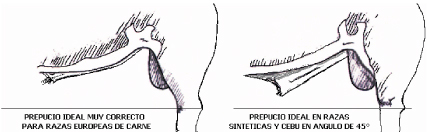 PREPUCIO IDEAL MUY CORRECTO
PARA RAZAS EUROPEAS DE CARNE
PREPUCIO IDEAL EN RAZAS
SINTETICAS Y CEBU EN ANGULO DE 45°